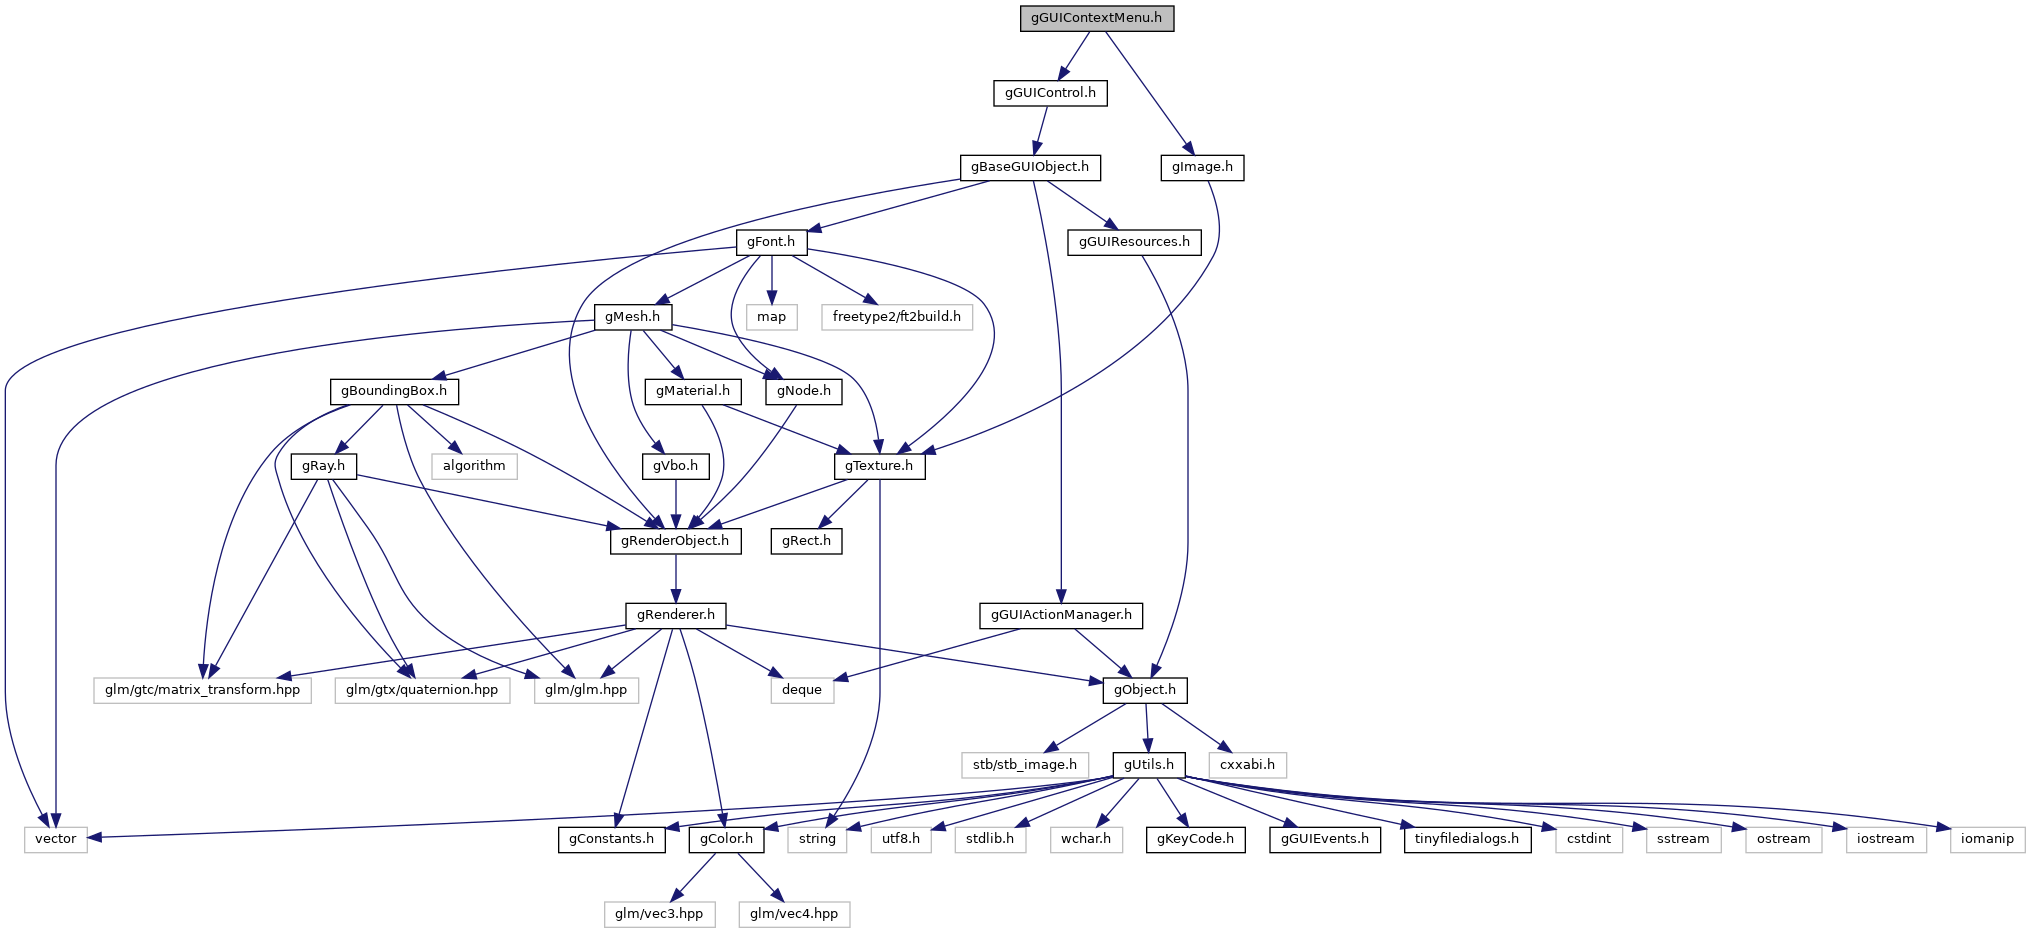 gGUIContextMenu.h
gGUIControl.h
gBaseGUIObject.h
gImage.h
gFont.h
gGUIResources.h
gMesh.h
map
freetype2/ft2build.h
gBoundingBox.h
gMaterial.h
gNode.h
gRay.h
algorithm
gVbo.h
gTexture.h
gRenderObject.h
gRect.h
gRenderer.h
gGUIActionManager.h
glm/gtc/matrix_transform.hpp
glm/gtx/quaternion.hpp
glm/glm.hpp
deque
gObject.h
stb/stb_image.h
gUtils.h
cxxabi.h
vector
gConstants.h
gColor.h
string
utf8.h
stdlib.h
wchar.h
gKeyCode.h
gGUIEvents.h
tinyfiledialogs.h
cstdint
sstream
ostream
iostream
iomanip
glm/vec3.hpp
glm/vec4.hpp